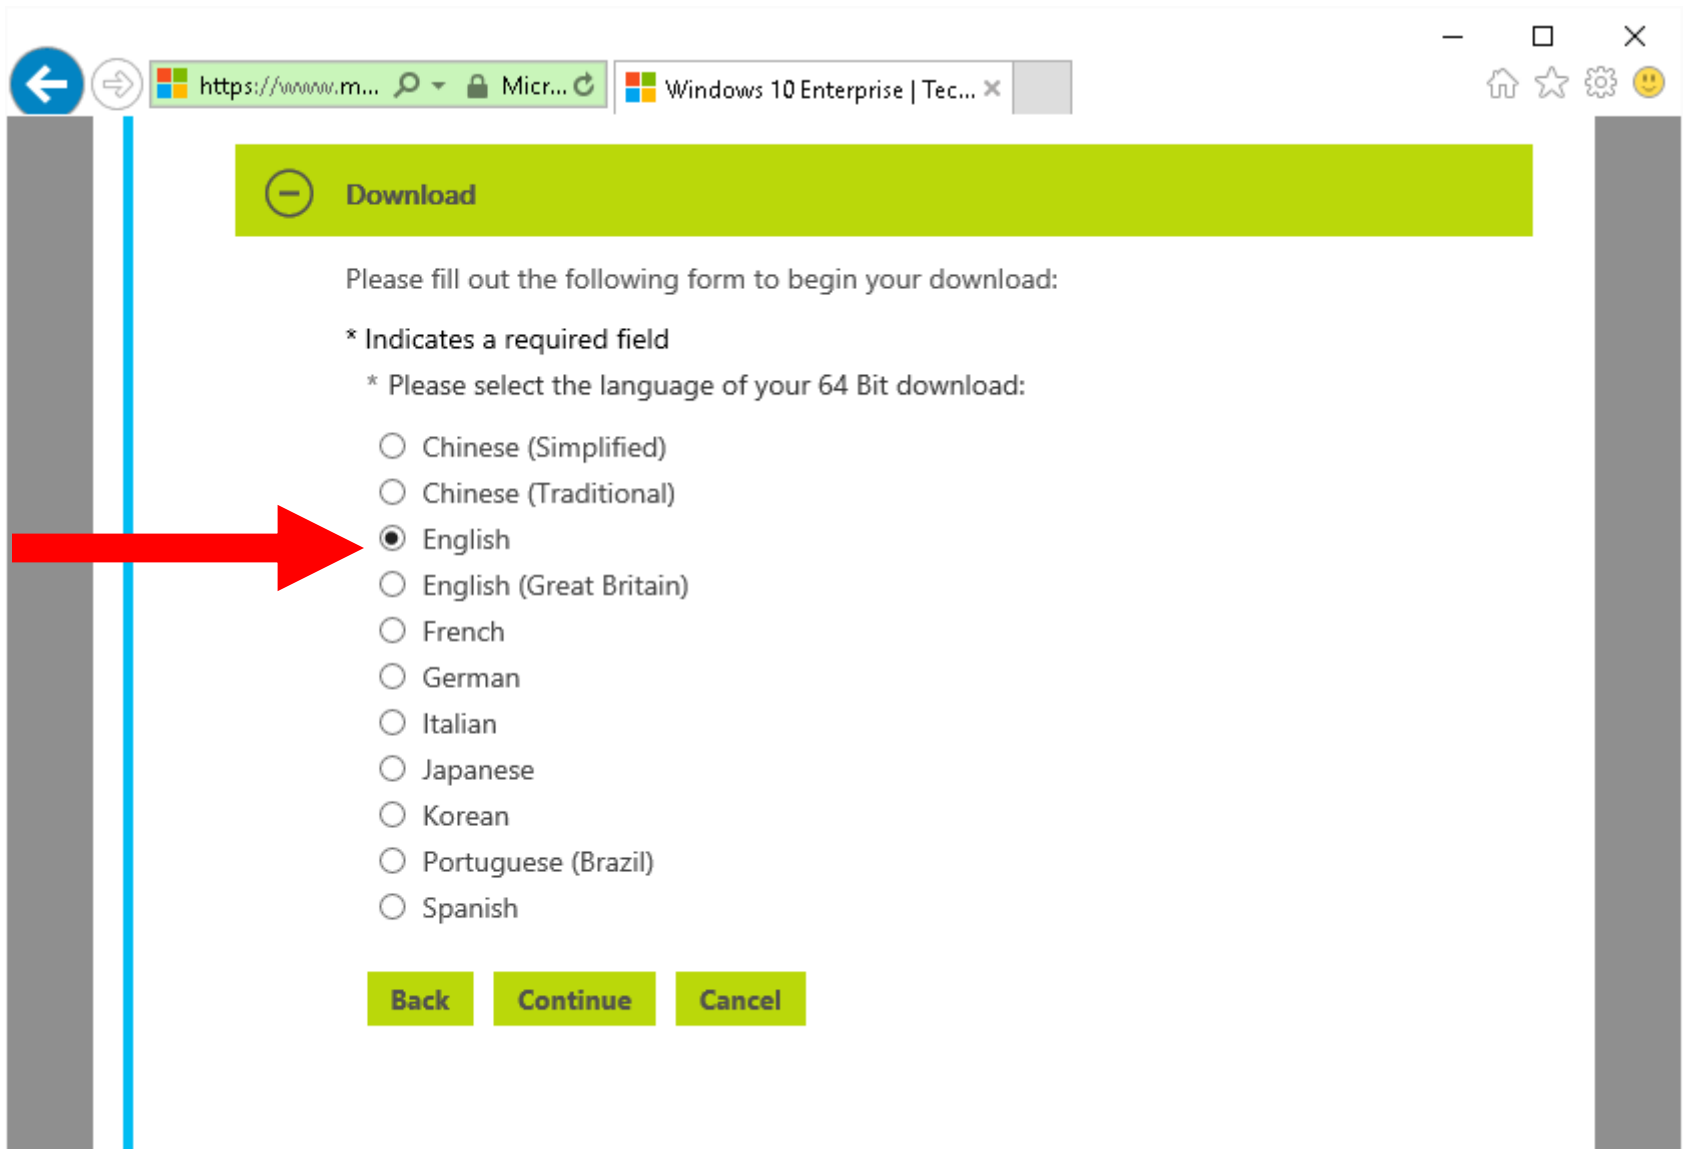 https://www.m... Micr... Windows 10 Enterprise | Tec...
Download
Please fill out the following form to begin your download:
* Indicates a required field
* Please select the language of your 64 Bit download:
Chinese (Simplified)
Chinese (Traditional)
English
English (Great Britain)
French
German
Italian
Japanese
Korean
Portuguese (Brazil)
Spanish
Back Continue Cancel